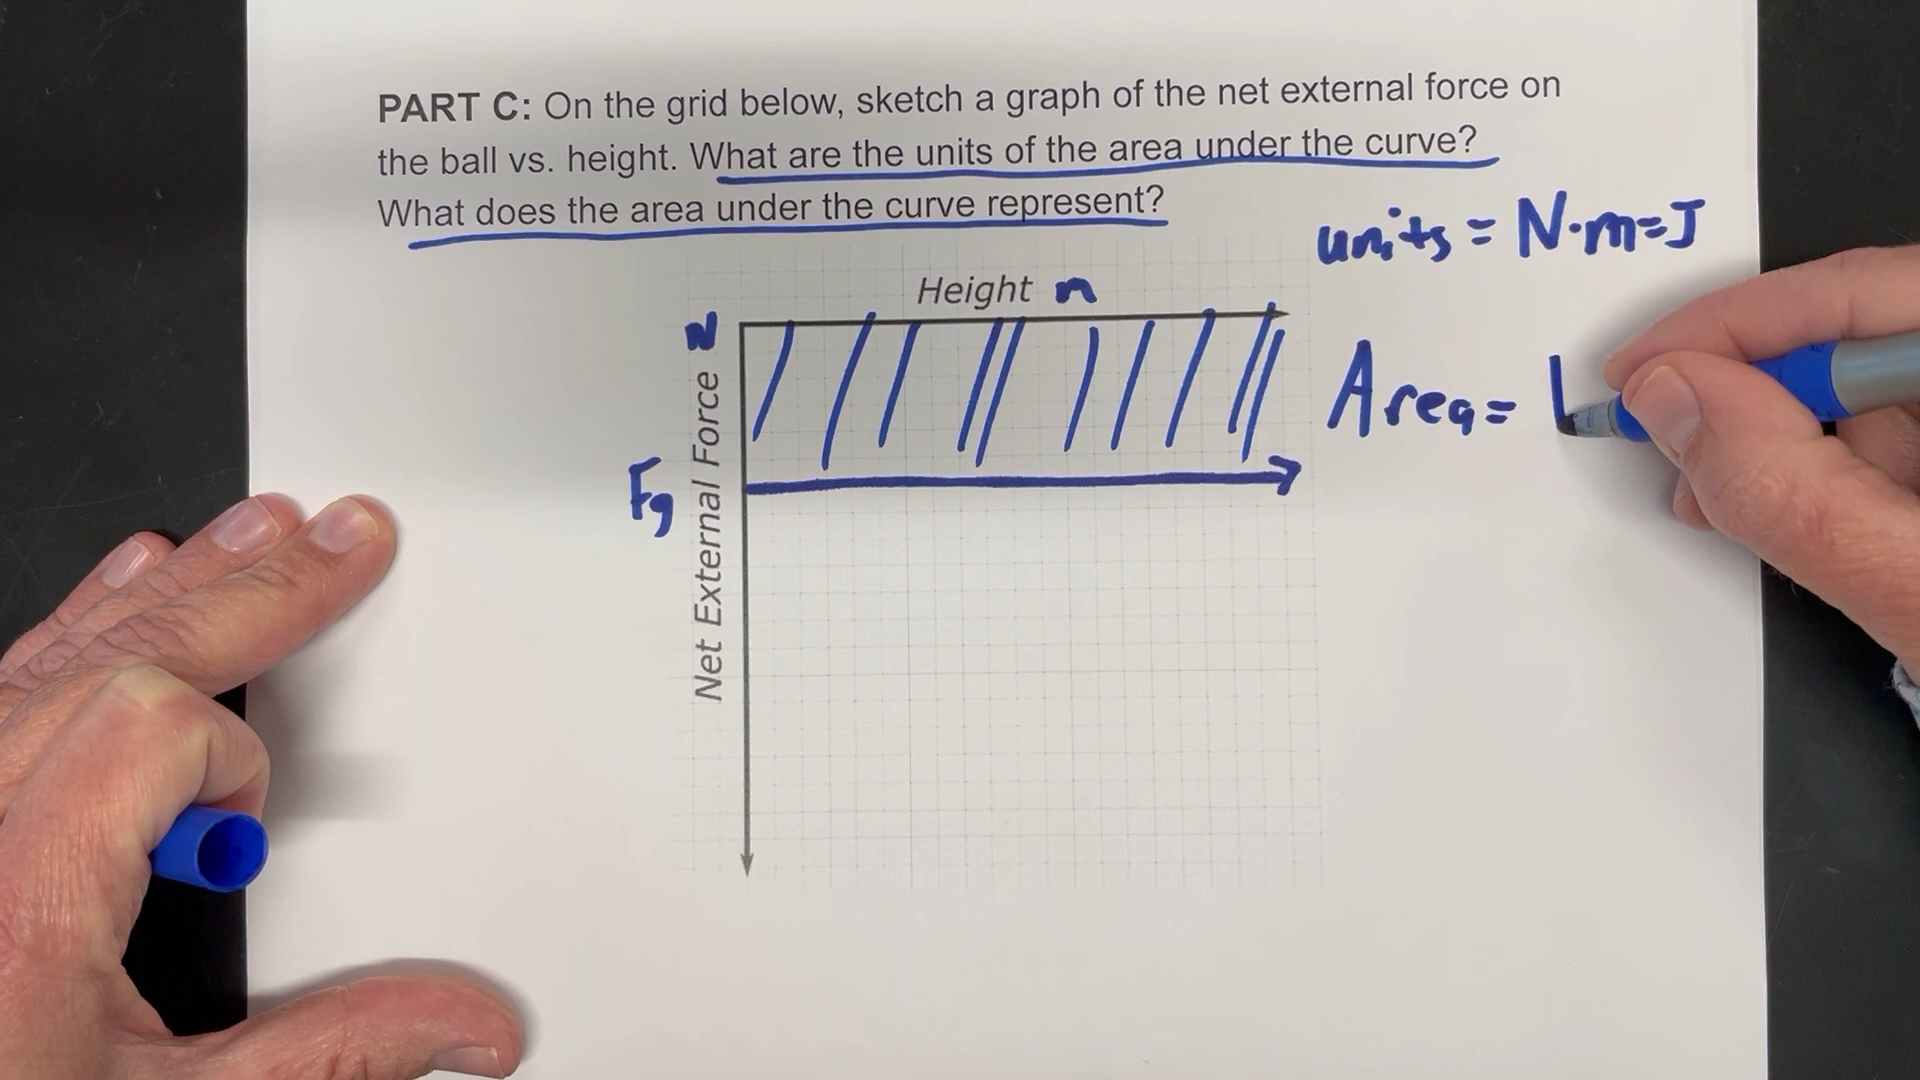 PART C: On the grid below, sketch a graph of the net external force on
the ball vs. height. What are the units of the area under the curve?
What does the area under the curve represent?
units = N·m=J
Height m
N
Net External Force
Fg
Area=